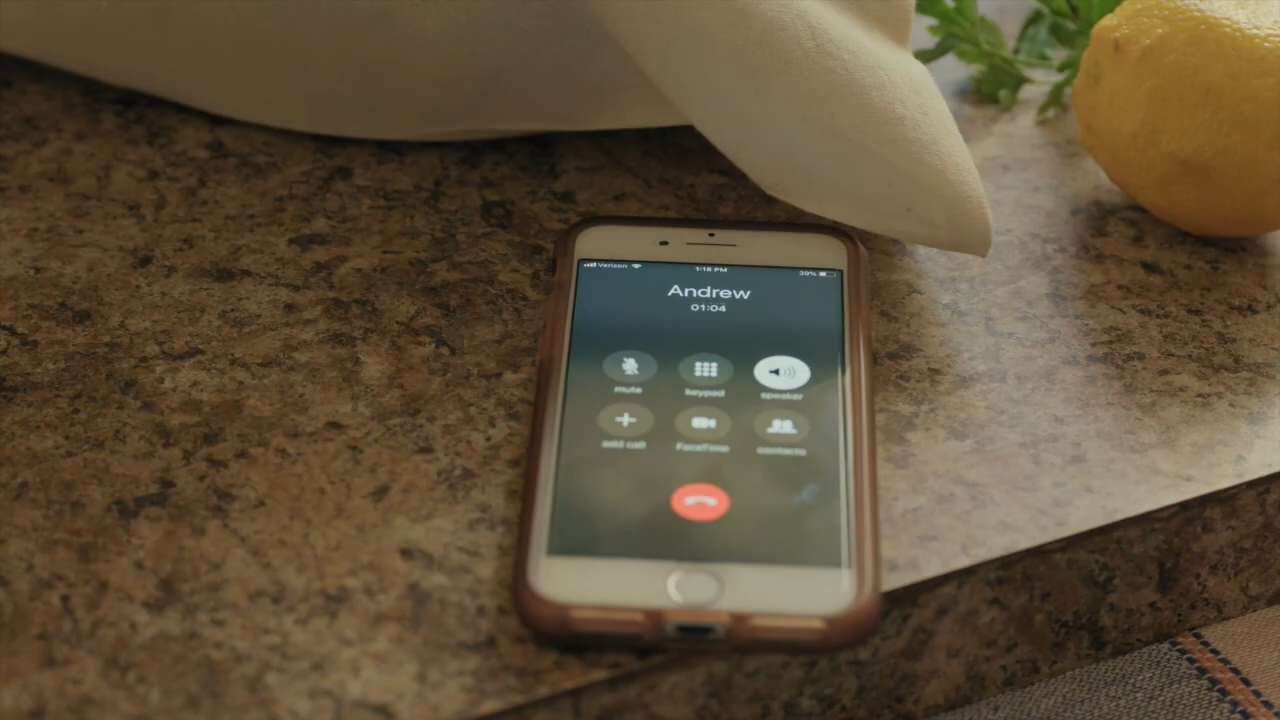 Verizon 1:16 PM 30%
Andrew
01:04
mute keypad speaker
add call FaceTime contacts